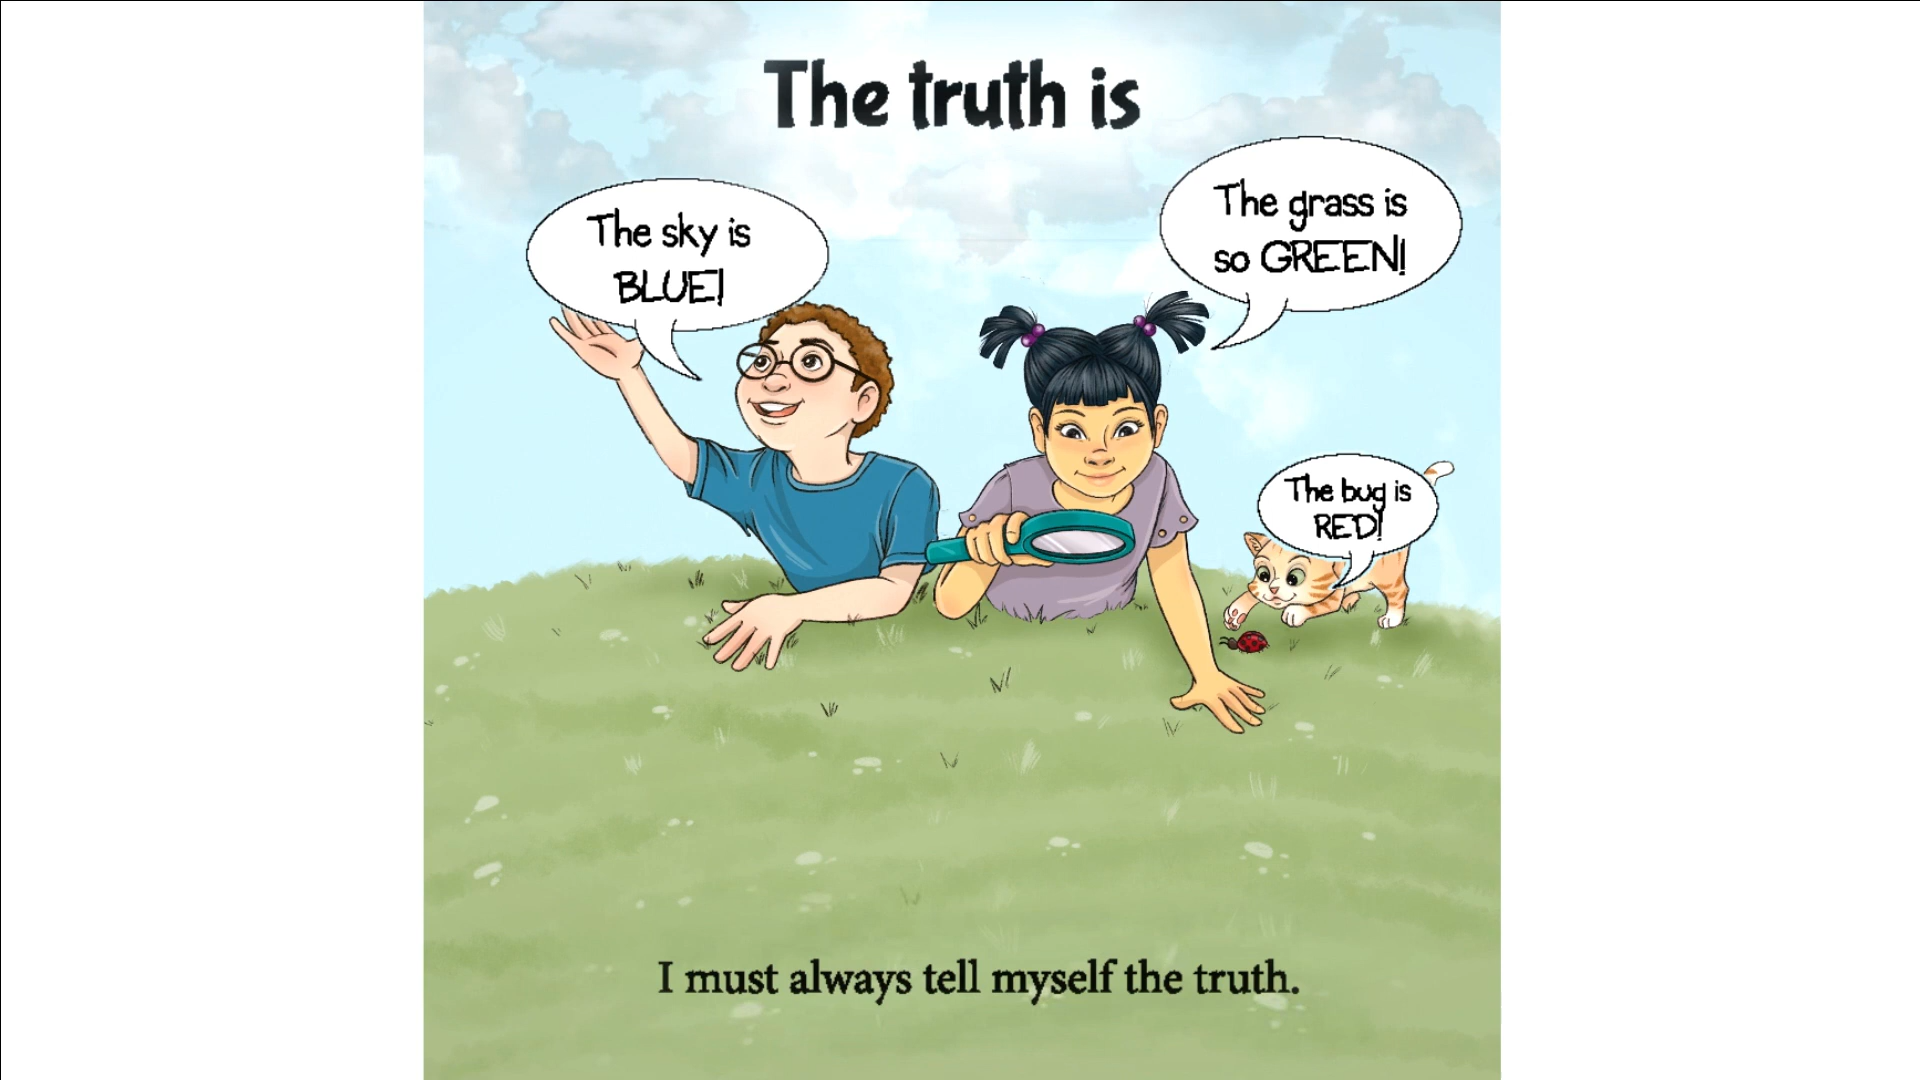 The truth is
The sky is
BLUE!
The grass is
so GREEN!
The bug is
RED!
I must always tell myself the truth.